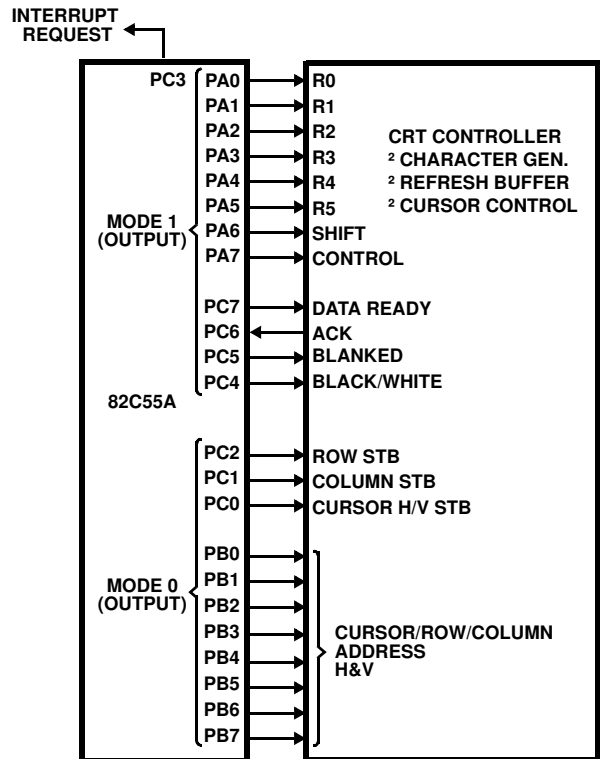 INTERRUPT
REQUEST
PC3 PA0 R0
PA1 R1
PA2 R2
PA3 R3
PA4 R4
PA5 R5
PA6 SHIFT
PA7 CONTROL
CRT CONTROLLER
² CHARACTER GEN.
² REFRESH BUFFER
² CURSOR CONTROL
MODE 1
(OUTPUT)
PC7 DATA READY
PC6 ACK
PC5 BLANKED
PC4 BLACK/WHITE
82C55A
PC2 ROW STB
PC1 COLUMN STB
PC0 CURSOR H/V STB
PB0
PB1
PB2
PB3
PB4
PB5
PB6
PB7
MODE 0
(OUTPUT)
CURSOR/ROW/COLUMN
ADDRESS
H&V